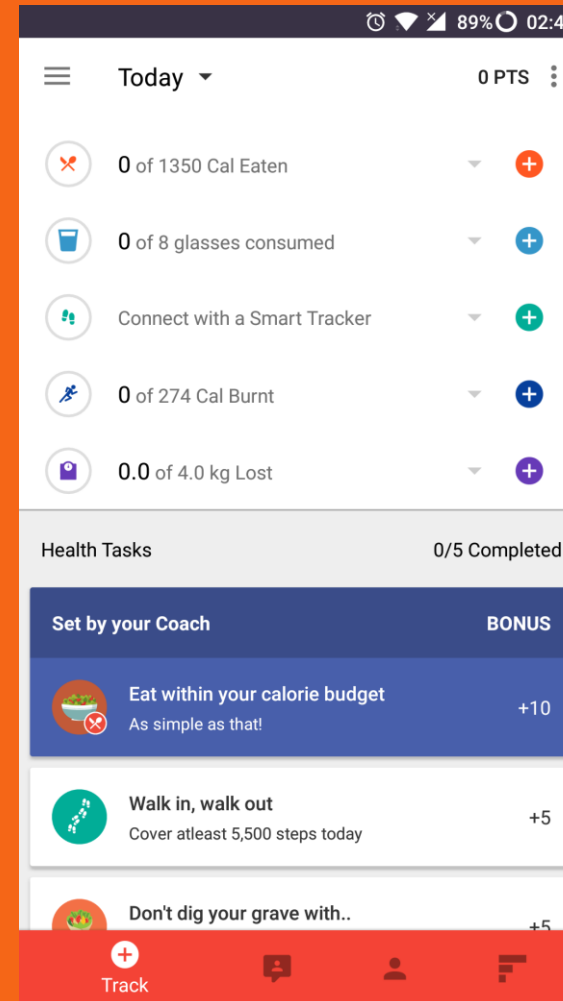 89% 02:4
Today 0 PTS
0 of 1350 Cal Eaten
0 of 8 glasses consumed
Connect with a Smart Tracker
0 of 274 Cal Burnt
0.0 of 4.0 kg Lost
Health Tasks 0/5 Completed
Set by your Coach BONUS
Eat within your calorie budget
As simple as that!
+10
Walk in, walk out
Cover atleast 5,500 steps today
+5
Don't dig your grave with..
+5
Track